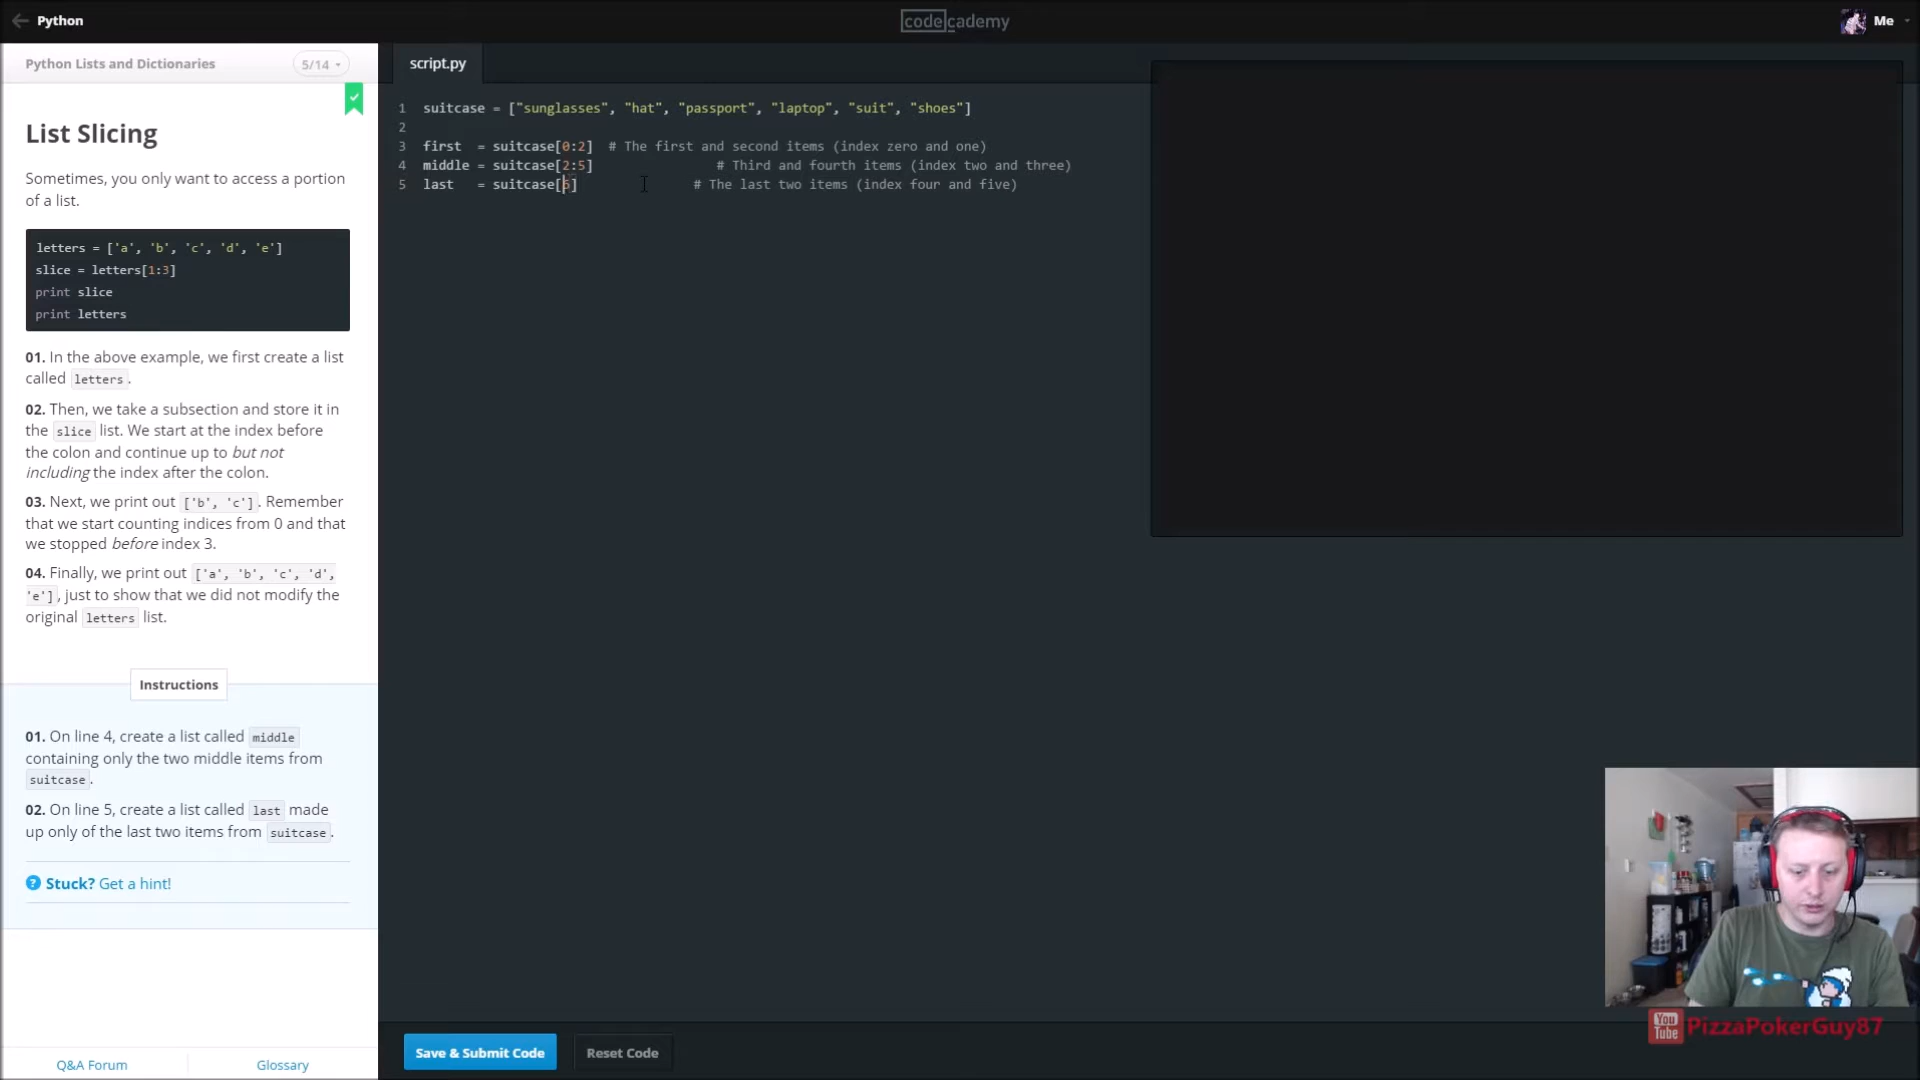 Python
codecademy
Me
Python Lists and Dictionaries
5/14
script.py
List Slicing
Sometimes, you only want to access a portion
of a list.
letters = ['a', 'b', 'c', 'd', 'e']
slice = letters[1:3]
print slice
print letters
01. In the above example, we first create a list
called letters.
02. Then, we take a subsection and store it in
the slice list. We start at the index before
the colon and continue up to but not
including the index after the colon.
03. Next, we print out ['b', 'c']. Remember
that we start counting indices from 0 and that
we stopped before index 3.
04. Finally, we print out ['a', 'b', 'c', 'd',
'e'], just to show that we did not modify the
original letters list.
Instructions
01. On line 4, create a list called middle
containing only the two middle items from
suitcase.
02. On line 5, create a list called last made
up only of the last two items from suitcase.
? Stuck? Get a hint!
Q&A Forum
Glossary
1 suitcase = ["sunglasses", "hat", "passport", "laptop", "suit", "shoes"]
2
3 first  = suitcase[0:2]  # The first and second items (index zero and one)
4 middle = suitcase[2:5]                # Third and fourth items (index two and three)
5 last   = suitcase[6]               # The last two items (index four and five)
Save & Submit Code
Reset Code
You Tube PizzaPokerGuy87